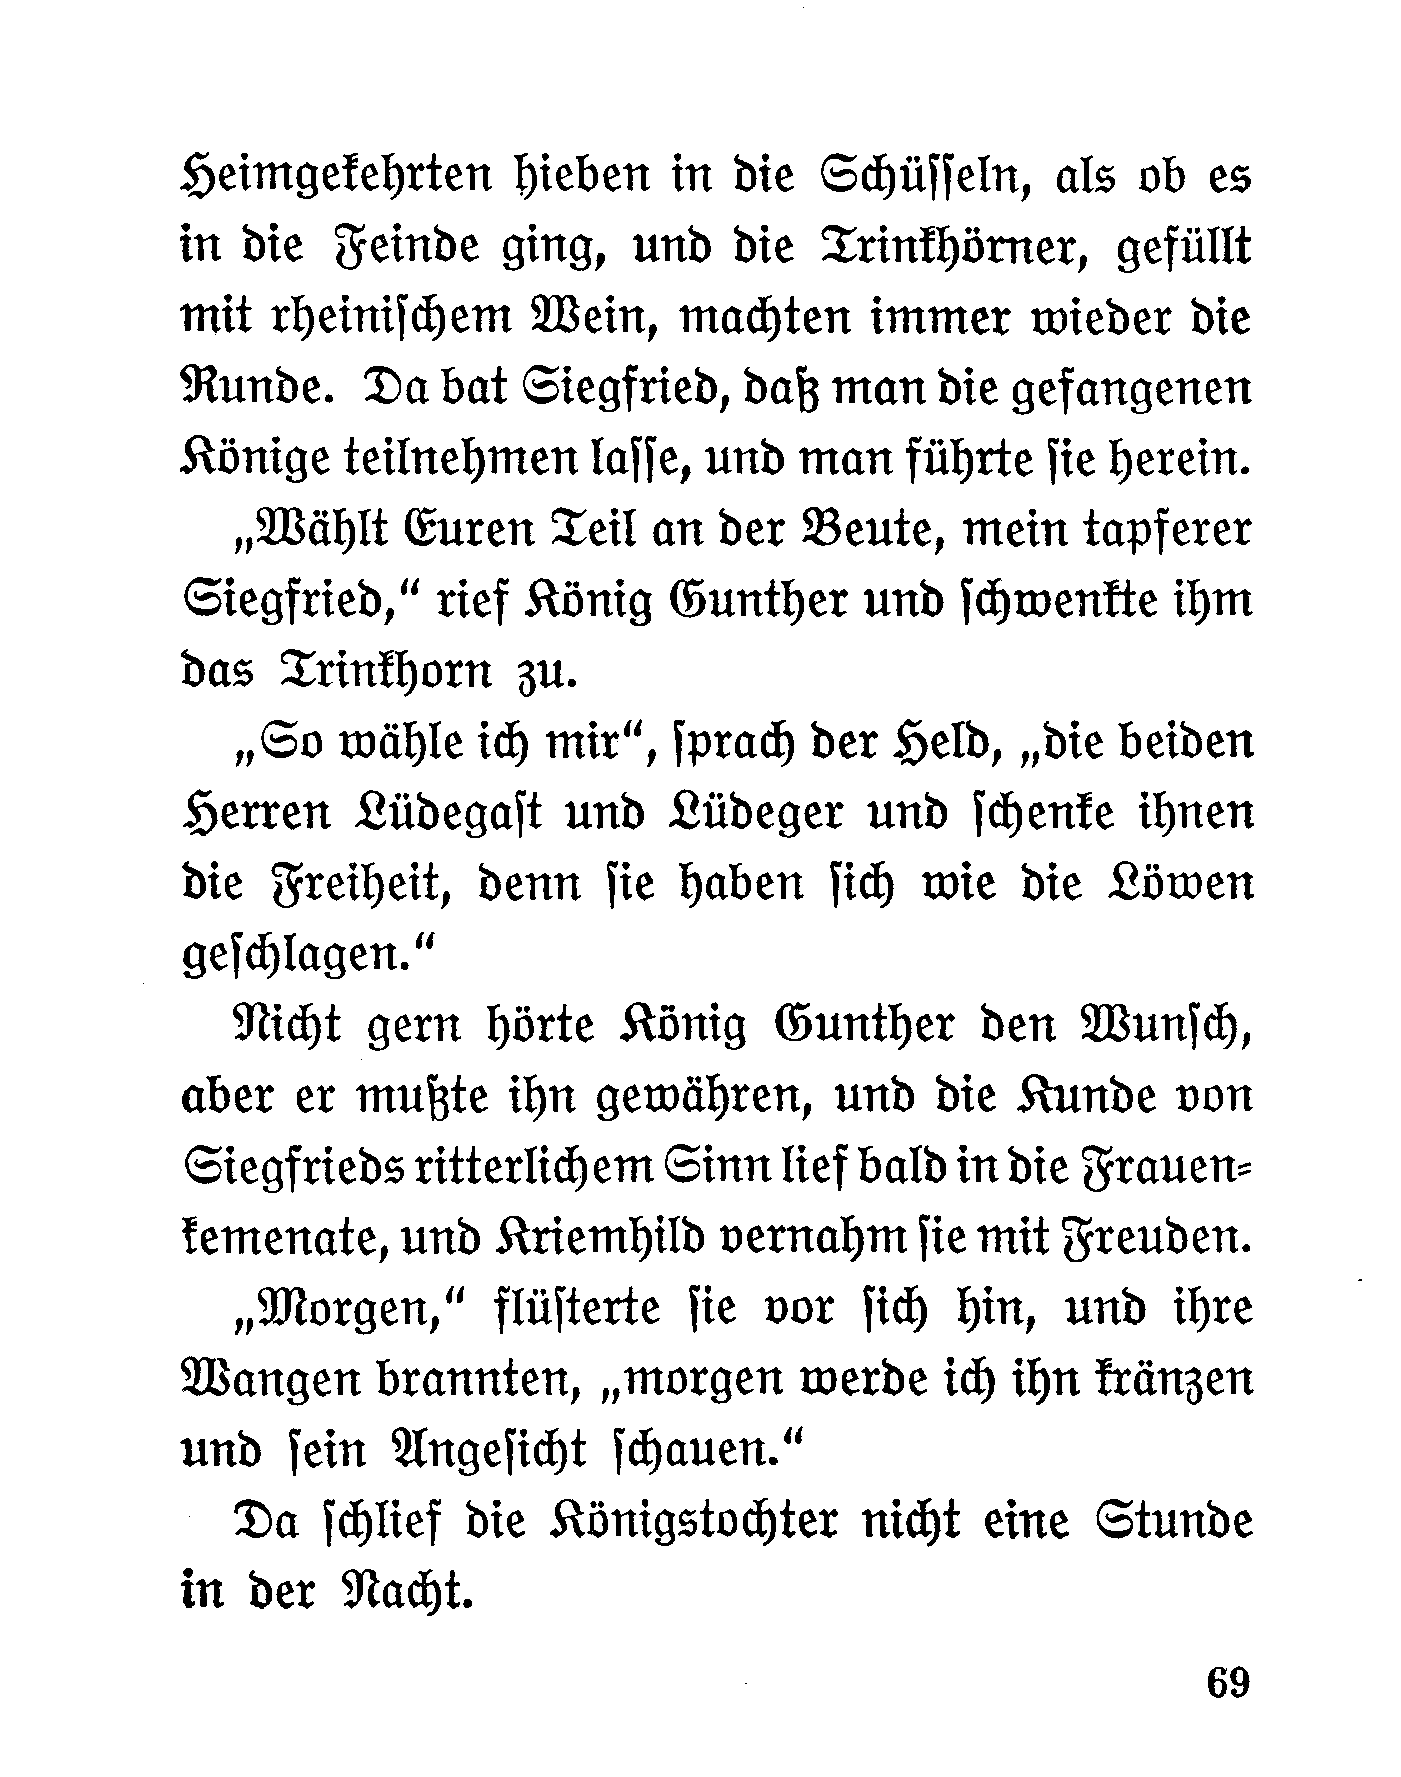 Heimgekehrten hieben in die Schüsseln, als ob es
in die Feinde ging, und die Trinkhörner, gefüllt
mit rheinischem Wein, machten immer wieder die
Runde. Da bat Siegfried, daß man die gefangenen
Könige teilnehmen lasse, und man führte sie herein.
„Wählt Euren Teil an der Beute, mein tapferer
Siegfried,“ rief König Gunther und schwenkte ihm
das Trinkhorn zu.
„So wähle ich mir“, sprach der Held, „die beiden
Herren Lüdegast und Lüdeger und schenke ihnen
die Freiheit, denn sie haben sich wie die Löwen
geschlagen.“
Nicht gern hörte König Gunther den Wunsch,
aber er mußte ihn gewähren, und die Kunde von
Siegfrieds ritterlichem Sinn lief bald in die Frauen-
kemenate, und Kriemhild vernahm sie mit Freuden.
„Morgen,“ flüsterte sie vor sich hin, und ihre
Wangen brannten, „morgen werde ich ihn kränzen
und sein Angesicht schauen.“
Da schlief die Königstochter nicht eine Stunde
in der Nacht.
69